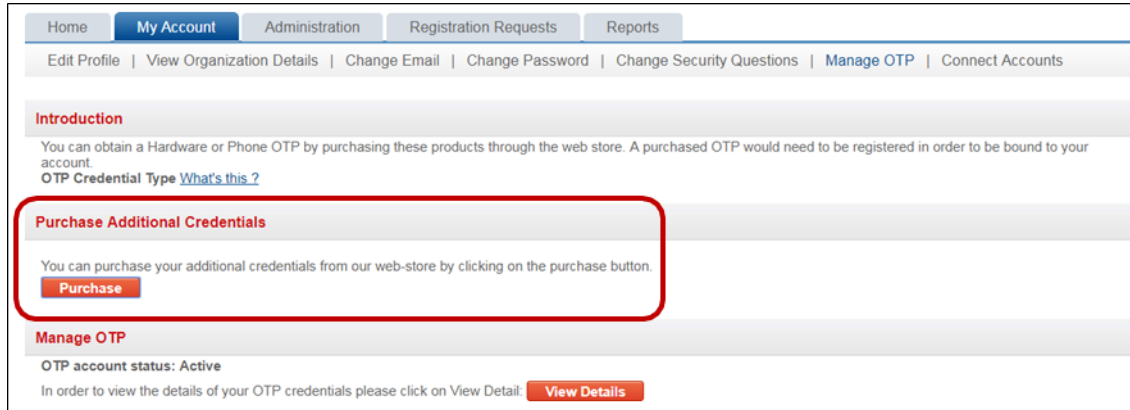 Home My Account Administration Registration Requests Reports
Edit Profile | View Organization Details | Change Email | Change Password | Change Security Questions | Manage OTP | Connect Accounts
Introduction
You can obtain a Hardware or Phone OTP by purchasing these products through the web store. A purchased OTP would need to be registered in order to be bound to your
account.
OTP Credential Type What's this ?
Purchase Additional Credentials
You can purchase your additional credentials from our web-store by clicking on the purchase button.
Purchase
Manage OTP
OTP account status: Active
In order to view the details of your OTP credentials please click on View Detail: View Details